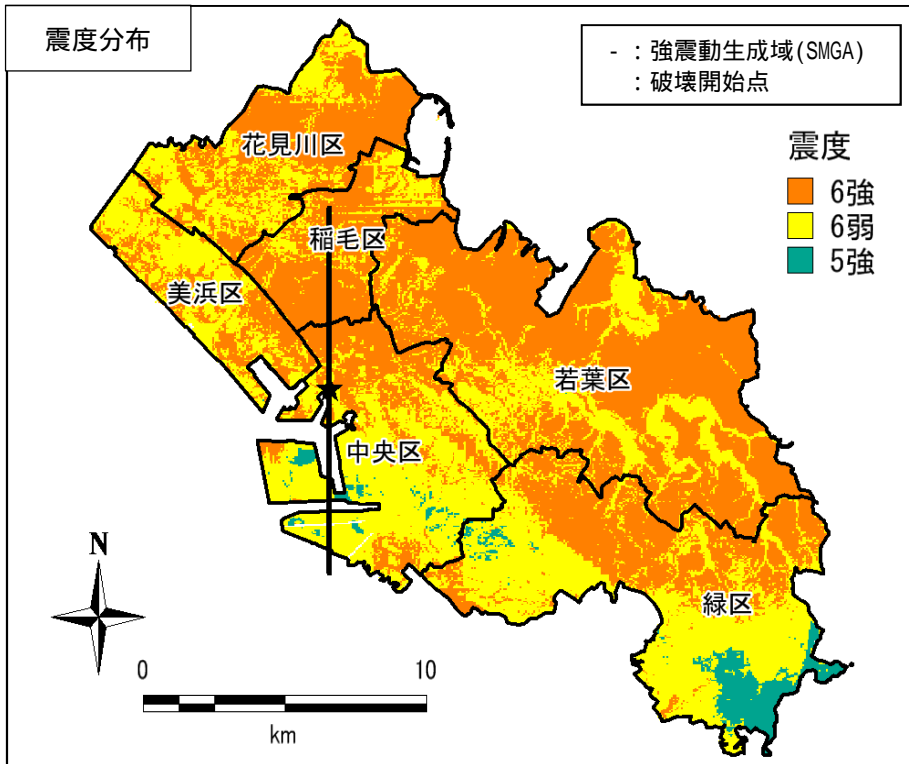 震度分布
- : 強震動生成域(SMGA)
: 破壊開始点
震度
6強
6弱
5強
花見川区
稲毛区
美浜区
若葉区
中央区
緑区
N
0 10
km